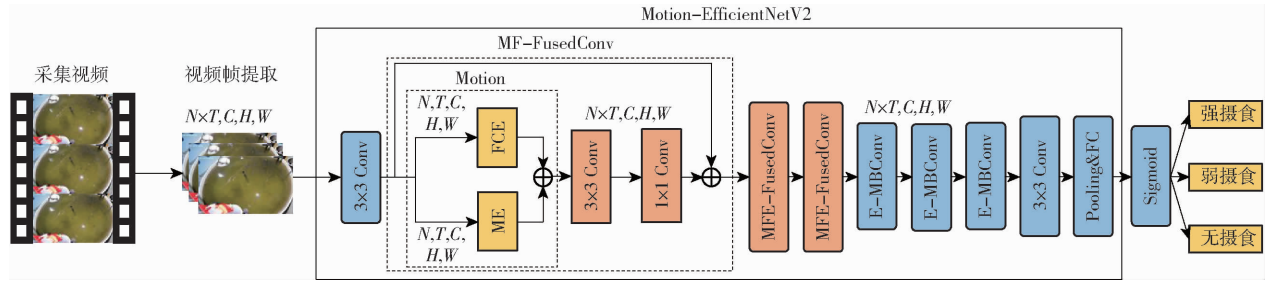 Motion-EfficientNetV2
MF-FusedConv
采集视频
视频帧提取
Motion
N×T,C,H,W
N,T,C,
H,W
FCE
N×T,C,H,W
N×T,C,H,W
3×3 Conv
3×3 Conv
1×1 Conv
ME
N,T,C,
H,W
MFE-FusedConv
MFE-FusedConv
E-MBConv
E-MBConv
E-MBConv
3×3 Conv
Pooling&FC
Sigmoid
强摄食
弱摄食
无摄食